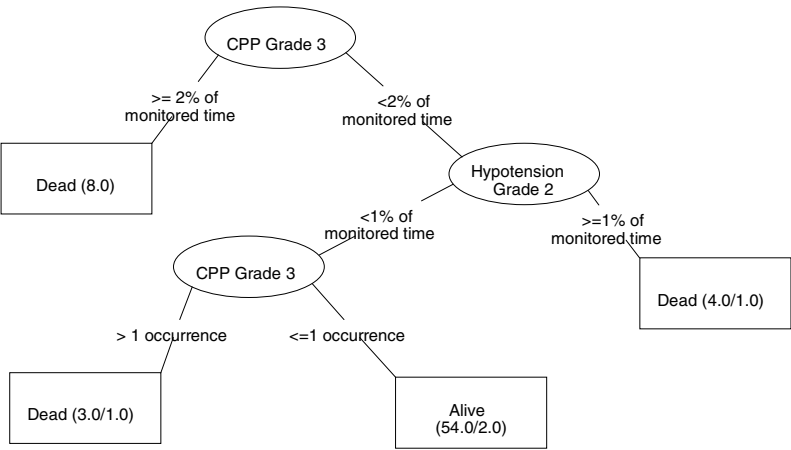 CPP Grade 3
>= 2% of
monitored time
<2% of
monitored time
Dead (8.0)
Hypotension
Grade 2
<1% of
monitored time
>=1% of
monitored time
CPP Grade 3
Dead (4.0/1.0)
> 1 occurrence
<=1 occurrence
Dead (3.0/1.0)
Alive
(54.0/2.0)